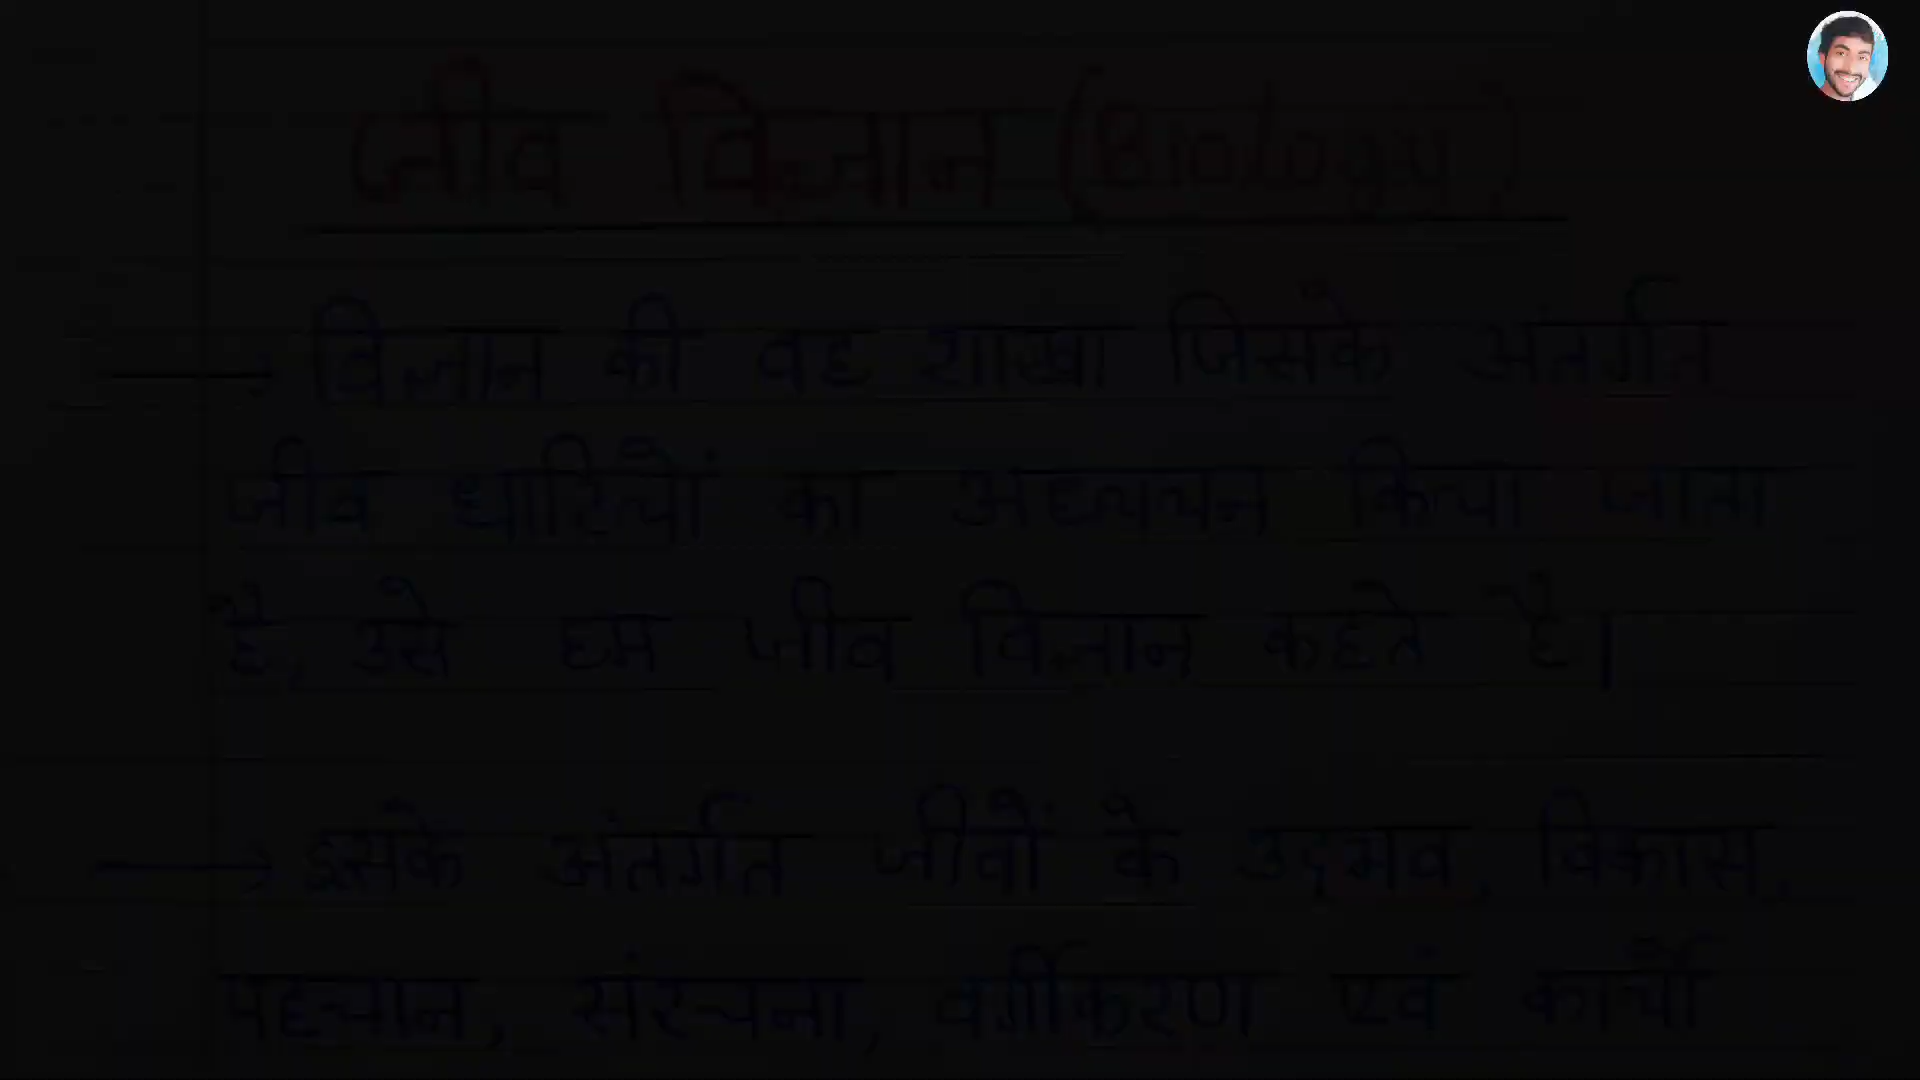 जीव विज्ञान (Biology)
→ विज्ञान की वह शाखा जिसके अंतर्गत
जीव धारियों का अध्ययन किया जाता
है, उसे हम जीव विज्ञान कहते है।
→ इसके अंतर्गत जीवों के उद्भव, विकास,
पहचान, संरचना, वर्गीकरण एवं कार्यो